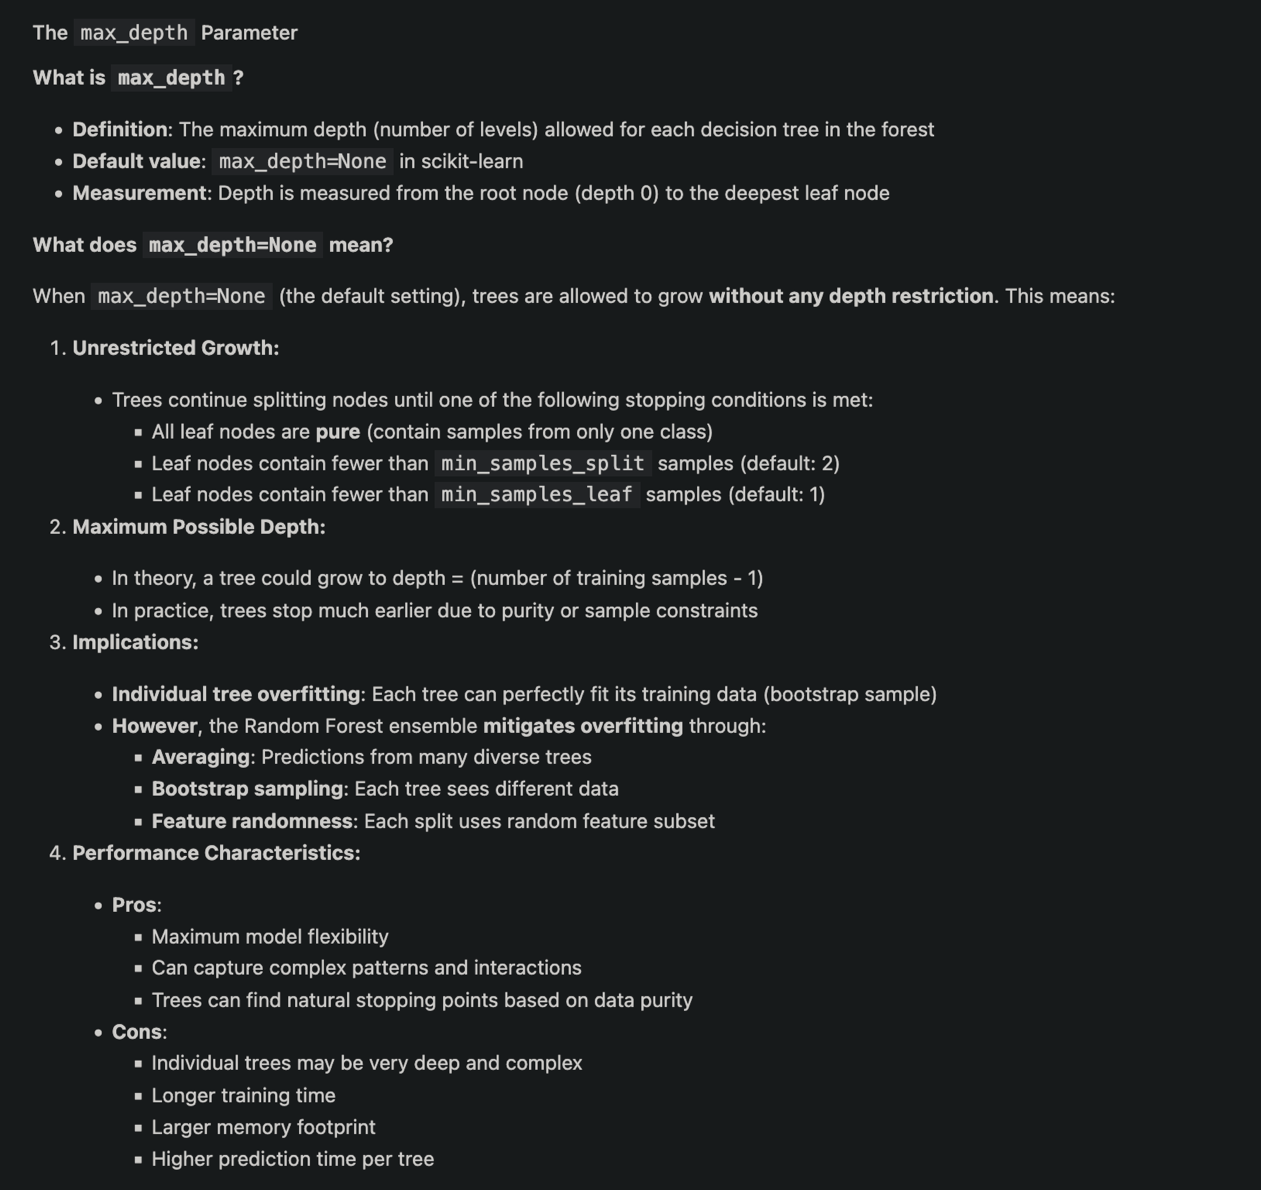 The max_depth Parameter
What is max_depth ?
• Definition: The maximum depth (number of levels) allowed for each decision tree in the forest
• Default value: max_depth=None in scikit-learn
• Measurement: Depth is measured from the root node (depth 0) to the deepest leaf node
What does max_depth=None mean?
When max_depth=None (the default setting), trees are allowed to grow without any depth restriction. This means:
1. Unrestricted Growth:
• Trees continue splitting nodes until one of the following stopping conditions is met:
▪ All leaf nodes are pure (contain samples from only one class)
▪ Leaf nodes contain fewer than min_samples_split samples (default: 2)
▪ Leaf nodes contain fewer than min_samples_leaf samples (default: 1)
2. Maximum Possible Depth:
• In theory, a tree could grow to depth = (number of training samples - 1)
• In practice, trees stop much earlier due to purity or sample constraints
3. Implications:
• Individual tree overfitting: Each tree can perfectly fit its training data (bootstrap sample)
• However, the Random Forest ensemble mitigates overfitting through:
▪ Averaging: Predictions from many diverse trees
▪ Bootstrap sampling: Each tree sees different data
▪ Feature randomness: Each split uses random feature subset
4. Performance Characteristics:
• Pros:
▪ Maximum model flexibility
▪ Can capture complex patterns and interactions
▪ Trees can find natural stopping points based on data purity
• Cons:
▪ Individual trees may be very deep and complex
▪ Longer training time
▪ Larger memory footprint
▪ Higher prediction time per tree